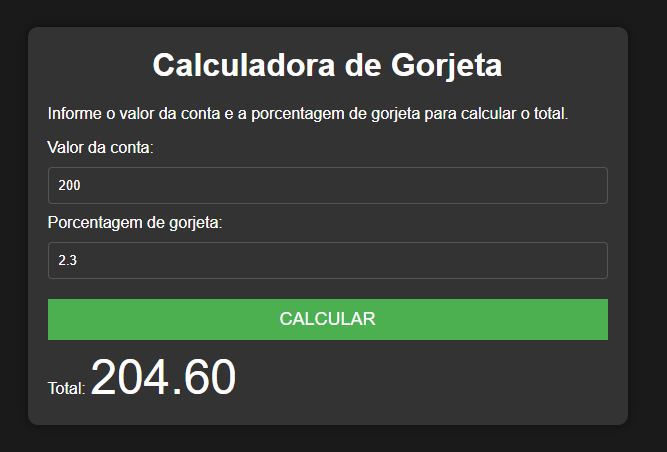 Calculadora de Gorjeta
Informe o valor da conta e a porcentagem de gorjeta para calcular o total.
Valor da conta:
200
Porcentagem de gorjeta:
2.3
CALCULAR
Total: 204.60